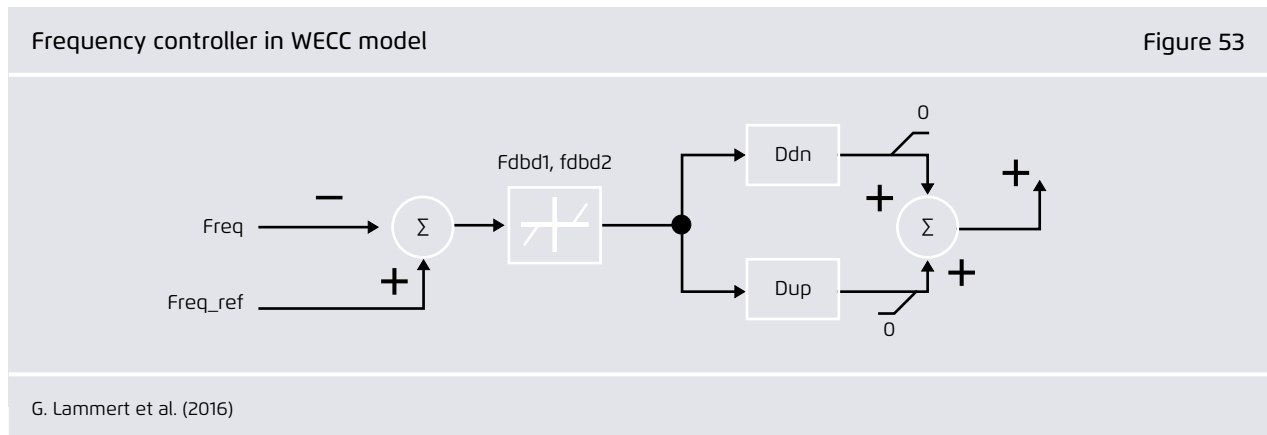 Frequency controller in WECC model
Figure 53
0
Ddn
Fdbd1, fdbd2
+
+
−
Freq
Σ
Σ
+
+
Dup
Freq_ref
0
G. Lammert et al. (2016)